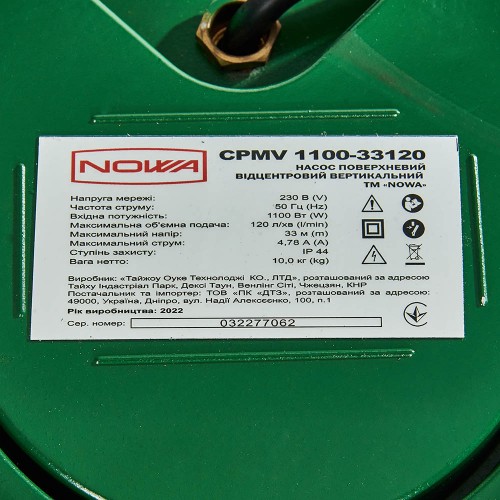 NOWA
CPMV 1100-33120
НАСОС ПОВЕРХНЕВИЙ
ВІДЦЕНТРОВИЙ ВЕРТИКАЛЬНИЙ
ТМ «NOWA»
Напруга мережі: 230 В (V)
Частота струму: 50 Гц (Hz)
Вхідна потужність: 1100 Вт (W)
Максимальна об'ємна подача: 120 л/хв (l/min)
Максимальний напір: 33 м (m)
Максимальний струм: 4,78 А (A)
Ступінь захисту: IP 44
Вага нетто: 10,0 кг (kg)
Виробник: «Тайжоу Оуке Технолоджі КО., ЛТД», розташований за адресою
Тайху Індастріал Парк, Дексі Таун, Венлінг Сіті, Чжецзян, КНР
Постачальник та імпортер: ТОВ «ПК «ДТЗ», розташований за адресою
49000, Україна, Дніпро, вул. Надії Алексєєнко, 100, п.1
Рік виробництва: 2022
Сер. номер: 032277062